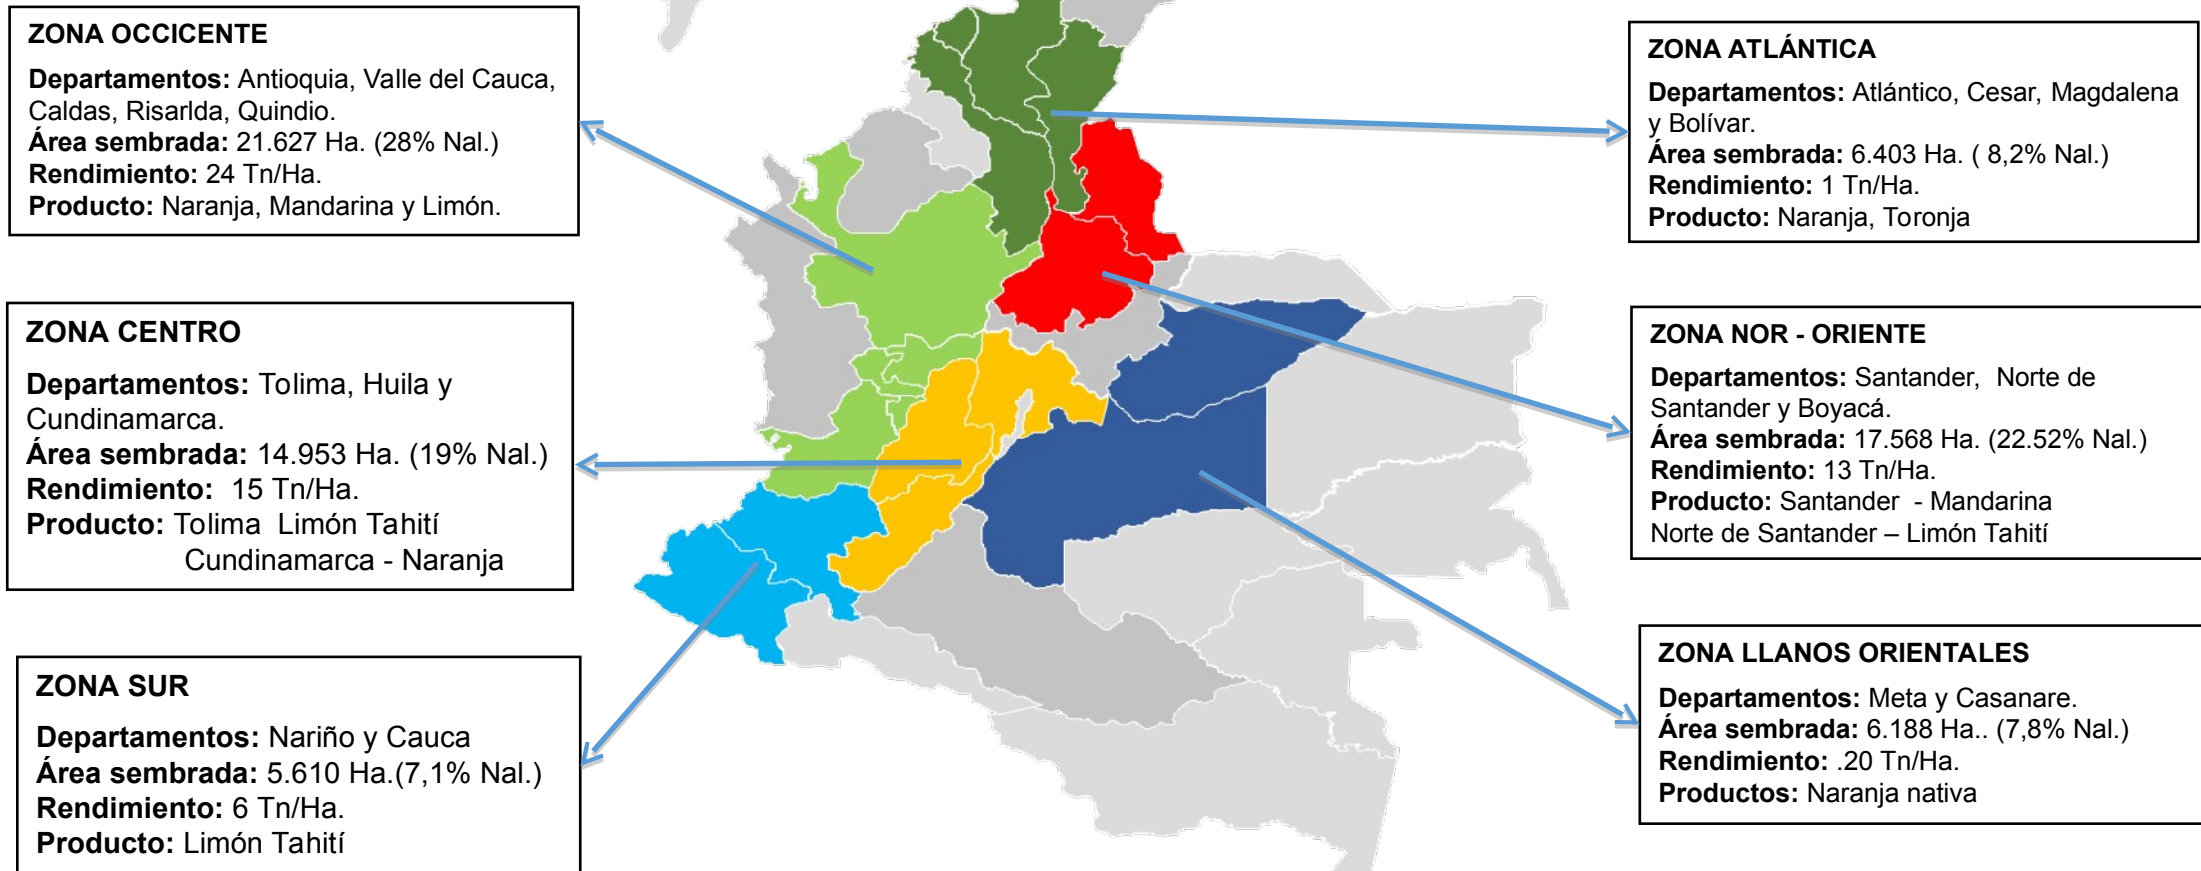 ZONA OCCICENTE
Departamentos: Antioquia, Valle del Cauca,
Caldas, Risarlda, Quindio.
Área sembrada: 21.627 Ha. (28% Nal.)
Rendimiento: 24 Tn/Ha.
Producto: Naranja, Mandarina y Limón.
ZONA CENTRO
Departamentos: Tolima, Huila y
Cundinamarca.
Área sembrada: 14.953 Ha. (19% Nal.)
Rendimiento: 15 Tn/Ha.
Producto: Tolima Limón Tahití
Cundinamarca - Naranja
ZONA SUR
Departamentos: Nariño y Cauca
Área sembrada: 5.610 Ha.(7,1% Nal.)
Rendimiento: 6 Tn/Ha.
Producto: Limón Tahití
ZONA ATLÁNTICA
Departamentos: Atlántico, Cesar, Magdalena
y Bolívar.
Área sembrada: 6.403 Ha. ( 8,2% Nal.)
Rendimiento: 1 Tn/Ha.
Producto: Naranja, Toronja
ZONA NOR - ORIENTE
Departamentos: Santander, Norte de
Santander y Boyacá.
Área sembrada: 17.568 Ha. (22.52% Nal.)
Rendimiento: 13 Tn/Ha.
Producto: Santander - Mandarina
Norte de Santander – Limón Tahití
ZONA LLANOS ORIENTALES
Departamentos: Meta y Casanare.
Área sembrada: 6.188 Ha.. (7,8% Nal.)
Rendimiento: .20 Tn/Ha.
Productos: Naranja nativa